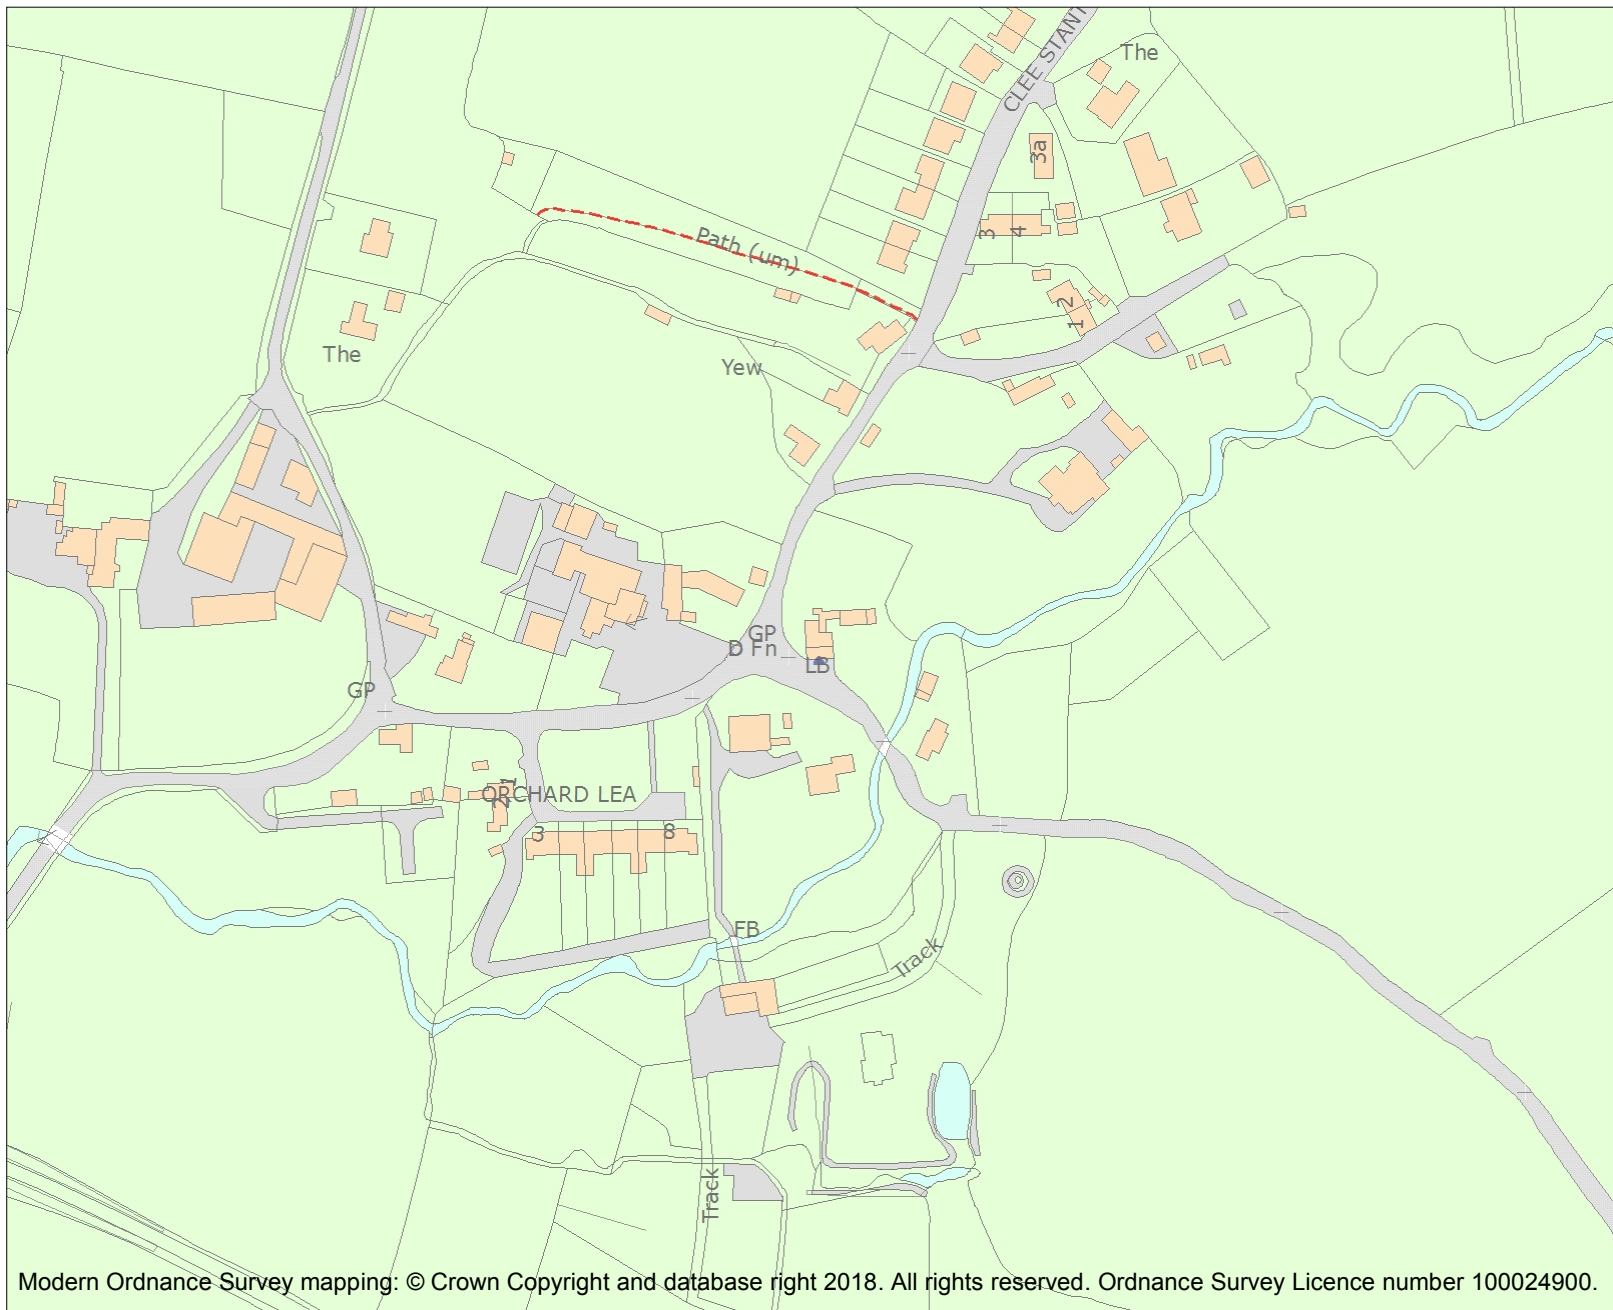 CLEE STANT
The
3a
Path (um)
3
4
2
1
The
Yew
GP
D Fn
LB
GP
1
2
ORCHARD LEA
3
8
FB
Track
Track
Modern Ordnance Survey mapping: © Crown Copyright and database right 2018. All rights reserved. Ordnance Survey Licence number 100024900.